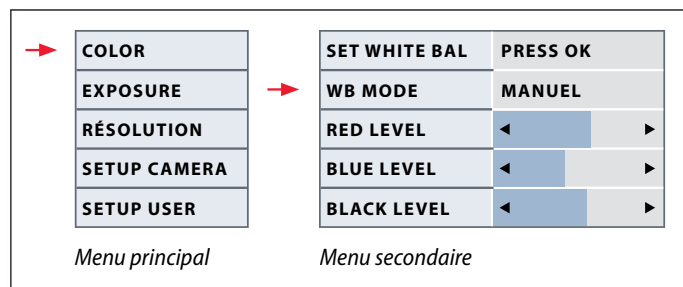 COLOR
EXPOSURE
RÉSOLUTION
SETUP CAMERA
SETUP USER
Menu principal
SET WHITE BAL PRESS OK
WB MODE MANUEL
RED LEVEL
BLUE LEVEL
BLACK LEVEL
Menu secondaire